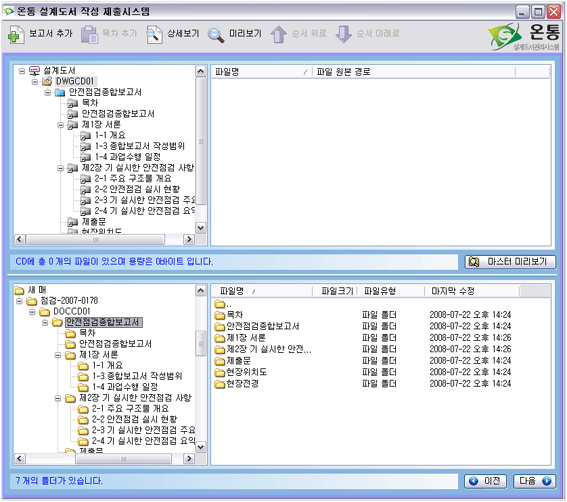 온통 설계도서 작성 제출시스템
보고서 추가 목차 추가 상세보기 미리보기 순서 위로 순서 아래로
온통
설계도서관리시스템
설계도서
DWGCD01
안전점검종합보고서
목차
안전점검종합보고서
제1장 서론
1-1 개요
1-3 종합보고서 작성범위
1-4 과업수행 일정
제2장 기 실시한 안전점검 사항
2-1 주요 구조물 개요
2-2 안전점검 실시 현황
2-3 기 실시한 안전점검 주요
2-4 기 실시한 안전점검 요약
제출문
현장위치도
파일명 / 파일 원본 경로
CD에 총 0개의 파일이 있으며 용량은 0바이트 입니다.
마스터 미리보기
새 매
점검-2007-0178
DOCCD01
안전점검종합보고서
목차
안전점검종합보고서
제1장 서론
1-1 개요
1-3 종합보고서 작성범위
1-4 과업수행 일정
제2장 기 실시한 안전점검 사항
2-1 주요 구조물 개요
2-2 안전점검 실시 현황
2-3 기 실시한 안전점검 주요
2-4 기 실시한 안전점검 요약
제출문
파일명 / 파일크기 파일유형 마지막 수정
..
목차 파일 폴더 2008-07-22 오후 14:24
안전점검종합보고서 파일 폴더 2008-07-22 오후 14:24
제1장 서론 파일 폴더 2008-07-22 오후 14:26
제2장 기 실시한 안전... 파일 폴더 2008-07-22 오후 14:26
제출문 파일 폴더 2008-07-22 오후 14:24
현장위치도 파일 폴더 2008-07-22 오후 14:24
현장전경 파일 폴더 2008-07-22 오후 14:24
7개의 폴더가 있습니다.
이전 다음